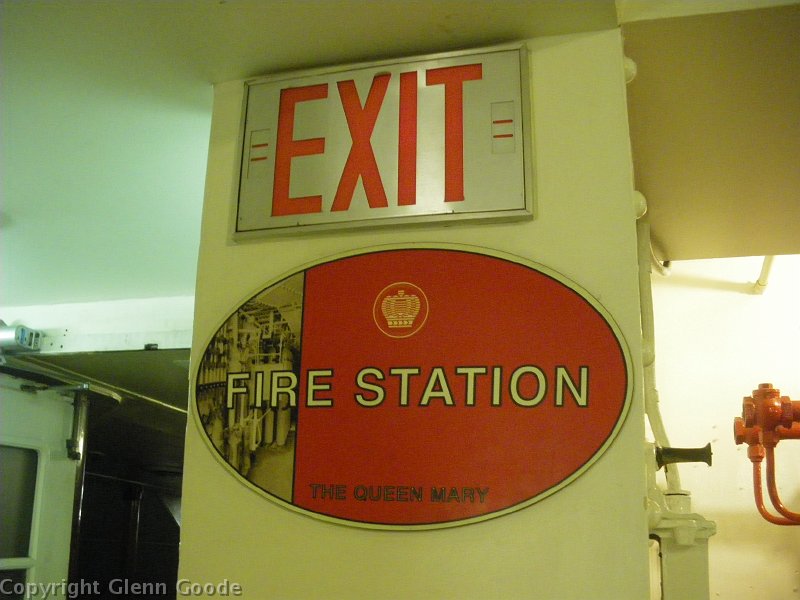 EXIT
FIRE STATION
THE QUEEN MARY
Copyright Glenn Goode